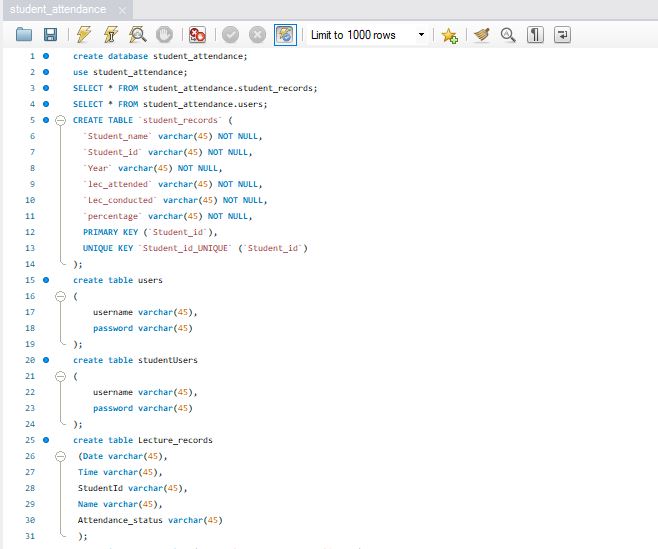 student_attendance ×
Limit to 1000 rows
1 create database student_attendance;
2 use student_attendance;
3 SELECT * FROM student_attendance.student_records;
4 SELECT * FROM student_attendance.users;
5 CREATE TABLE `student_records` (
6 `Student_name` varchar(45) NOT NULL,
7 `Student_id` varchar(45) NOT NULL,
8 `Year` varchar(45) NOT NULL,
9 `lec_attended` varchar(45) NOT NULL,
10 `Lec_conducted` varchar(45) NOT NULL,
11 `percentage` varchar(45) NOT NULL,
12 PRIMARY KEY (`Student_id`),
13 UNIQUE KEY `Student_id_UNIQUE` (`Student_id`)
14 );
15 create table users
16 (
17 username varchar(45),
18 password varchar(45)
19 );
20 create table studentUsers
21 (
22 username varchar(45),
23 password varchar(45)
24 );
25 create table Lecture_records
26 (Date varchar(45),
27 Time varchar(45),
28 StudentId varchar(45),
29 Name varchar(45),
30 Attendance_status varchar(45)
31 );